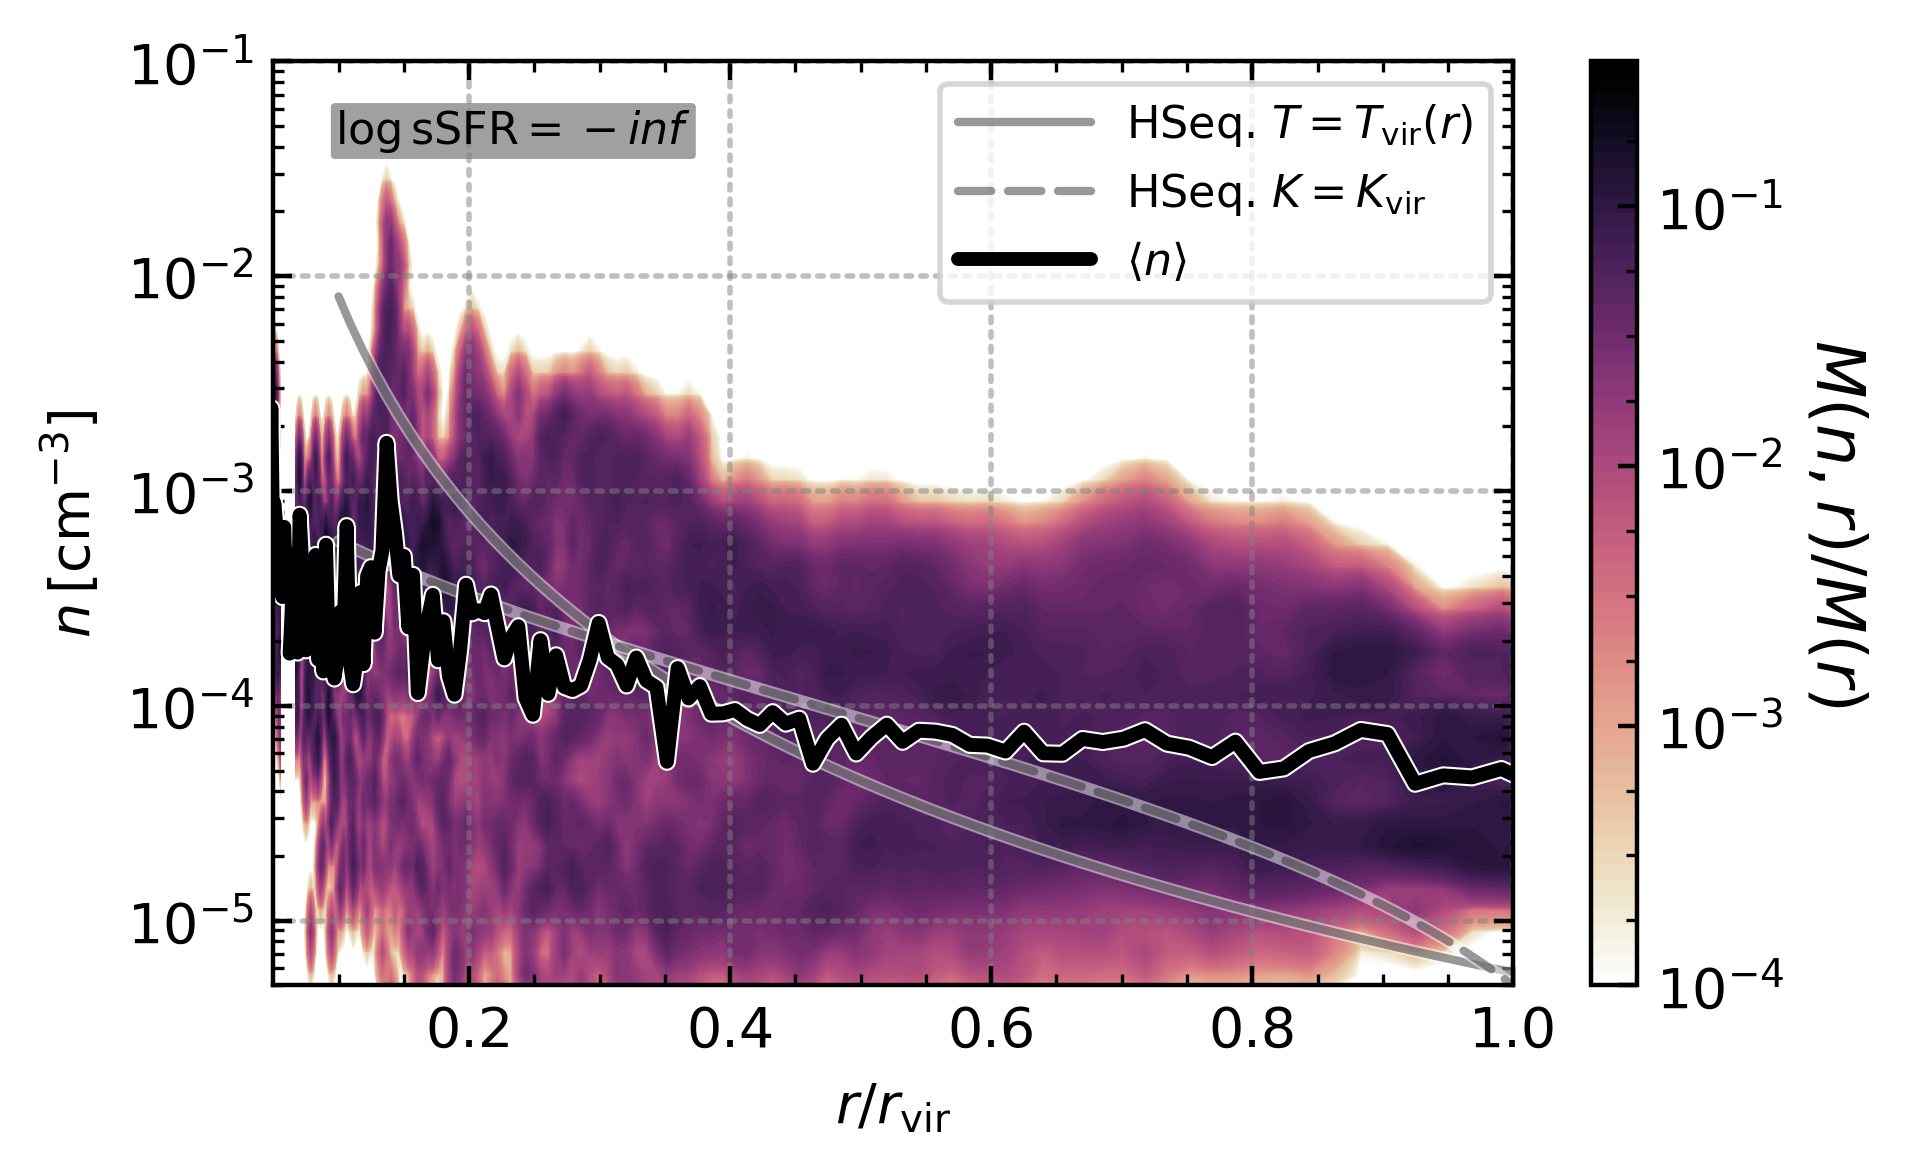 log sSFR = −inf
HSeq. T = T_vir(r)
HSeq. K = K_vir
⟨n⟩
10⁻¹
10⁻²
10⁻³
10⁻⁴
10⁻⁵
n [cm⁻³]
0.2 0.4 0.6 0.8 1.0
r/r_vir
10⁻¹
10⁻²
10⁻³
10⁻⁴
M(n, r)/M(r)